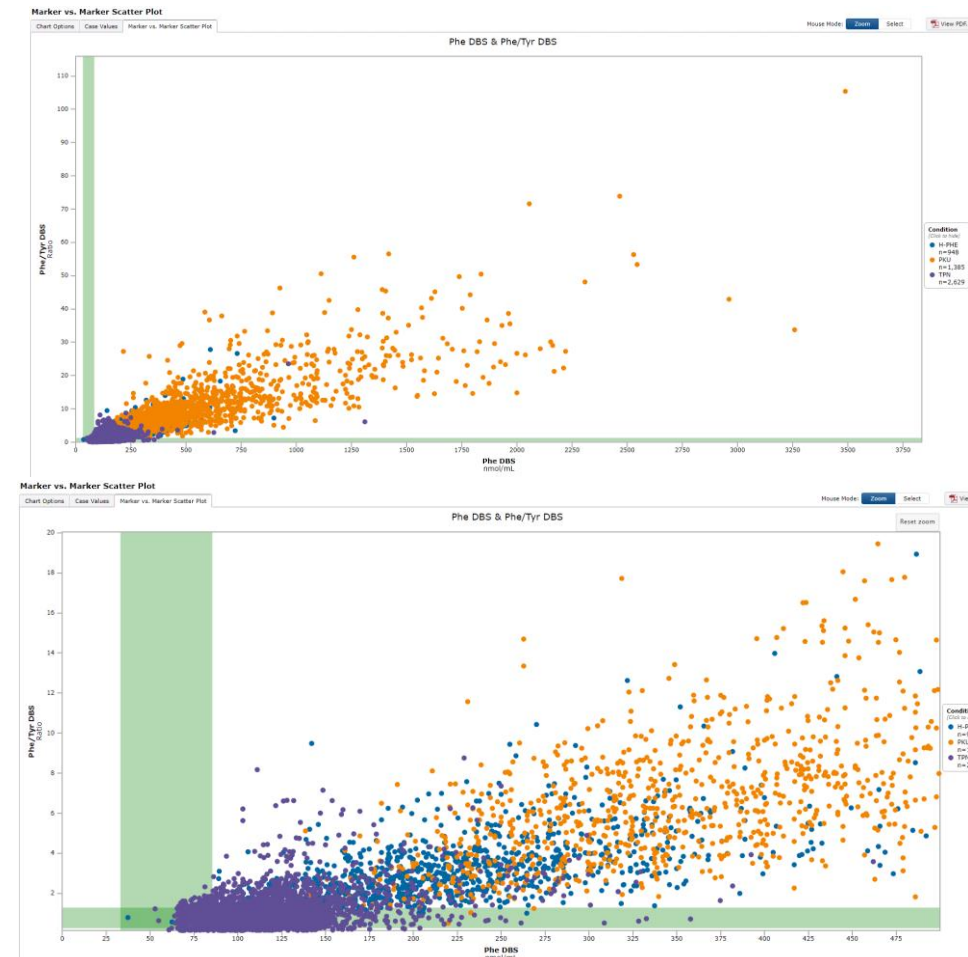 Marker vs. Marker Scatter Plot
Chart Options Case Values Marker vs. Marker Scatter Plot
Mouse Mode: Zoom Select View PDF
Phe DBS & Phe/Tyr DBS
110
100
90
80
70
60
50
40
30
20
10
0
Phe/Tyr DBS
Ratio
0 250 500 750 1000 1250 1500 1750 2000 2250 2500 2750 3000 3250 3500 3750
Phe DBS
nmol/mL
Condition
(Click to hide)
H-PHE
n=948
PKU
n=1,385
TPN
n=2,629
Marker vs. Marker Scatter Plot
Chart Options Case Values Marker vs. Marker Scatter Plot
Mouse Mode: Zoom Select Vie
Phe DBS & Phe/Tyr DBS
Reset zoom
20
18
16
14
12
10
8
6
4
2
Phe/Tyr DBS
Ratio
0 25 50 75 100 125 150 175 200 225 250 275 300 325 350 375 400 425 450 475
Phe DBS
Conditi
H-P
PKU
TPN